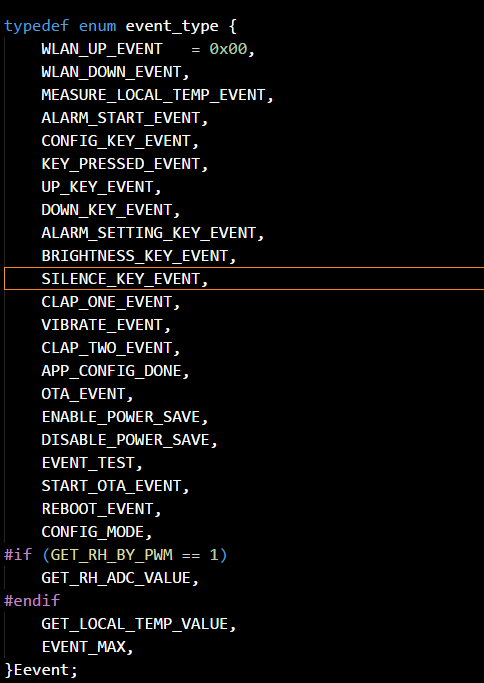 typedef enum event_type {
    WLAN_UP_EVENT   = 0x00,
    WLAN_DOWN_EVENT,
    MEASURE_LOCAL_TEMP_EVENT,
    ALARM_START_EVENT,
    CONFIG_KEY_EVENT,
    KEY_PRESSED_EVENT,
    UP_KEY_EVENT,
    DOWN_KEY_EVENT,
    ALARM_SETTING_KEY_EVENT,
    BRIGHTNESS_KEY_EVENT,
    SILENCE_KEY_EVENT,
    CLAP_ONE_EVENT,
    VIBRATE_EVENT,
    CLAP_TWO_EVENT,
    APP_CONFIG_DONE,
    OTA_EVENT,
    ENABLE_POWER_SAVE,
    DISABLE_POWER_SAVE,
    EVENT_TEST,
    START_OTA_EVENT,
    REBOOT_EVENT,
    CONFIG_MODE,
#if (GET_RH_BY_PWM == 1)
    GET_RH_ADC_VALUE,
#endif
    GET_LOCAL_TEMP_VALUE,
    EVENT_MAX,
}Eevent;